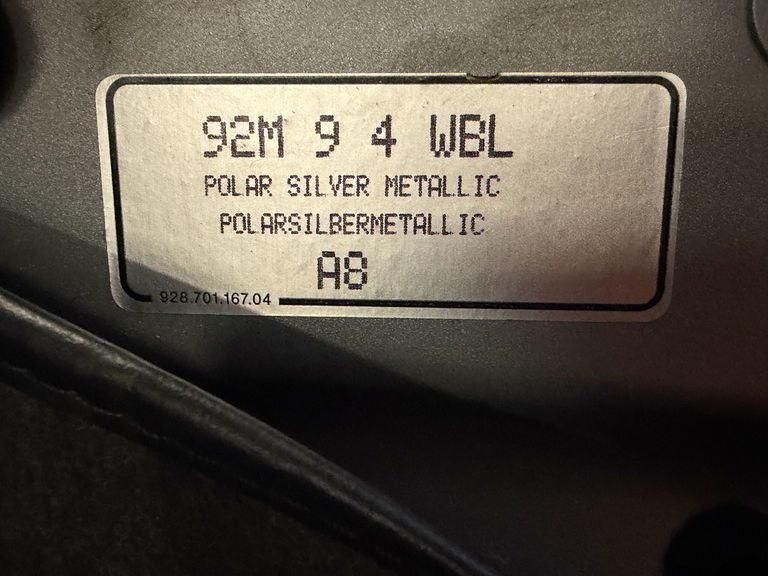 92M 9 4 WBL
POLAR SILVER METALLIC
POLARSILBERMETALLIC
A8
928.701.167.04